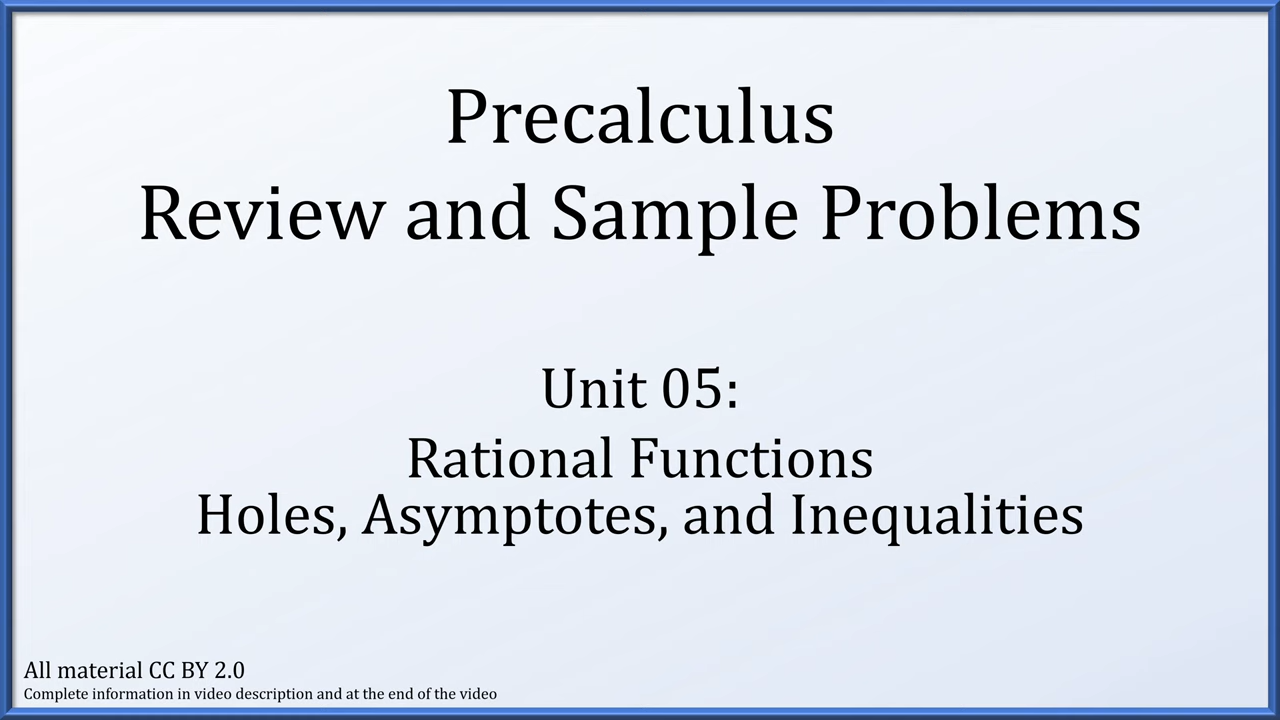 Precalculus
Review and Sample Problems
Unit 05:
Rational Functions
Holes, Asymptotes, and Inequalities
All material CC BY 2.0
Complete information in video description and at the end of the video